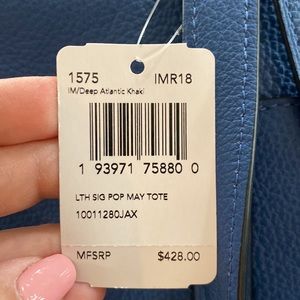 1575 IMR18
IM/Deep Atlantic Khaki
1 93971 75880 0
LTH SIG POP MAY TOTE
10011280JAX
MFSRP $428.00